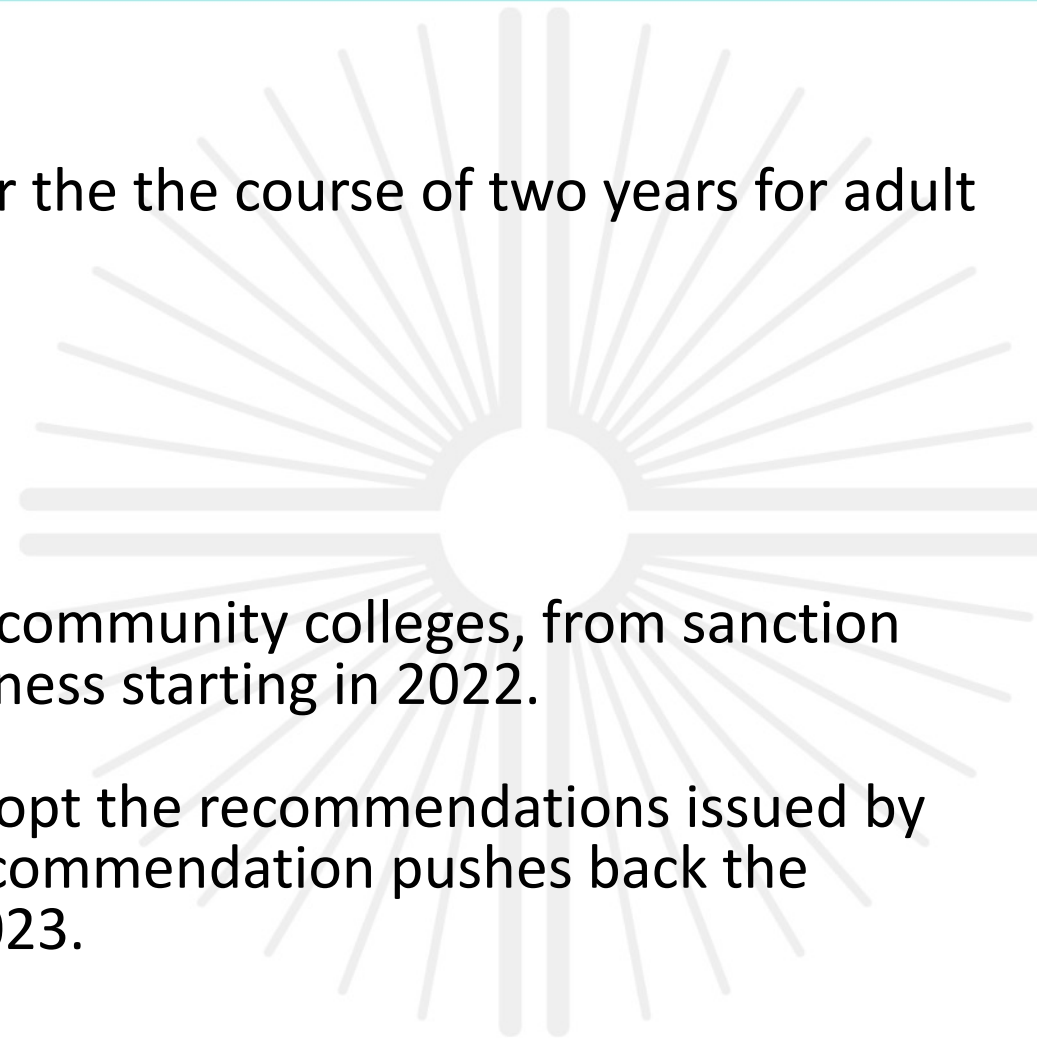 r the the course of two years for adult
community colleges, from sanction
ness starting in 2022.
opt the recommendations issued by
commendation pushes back the
023.